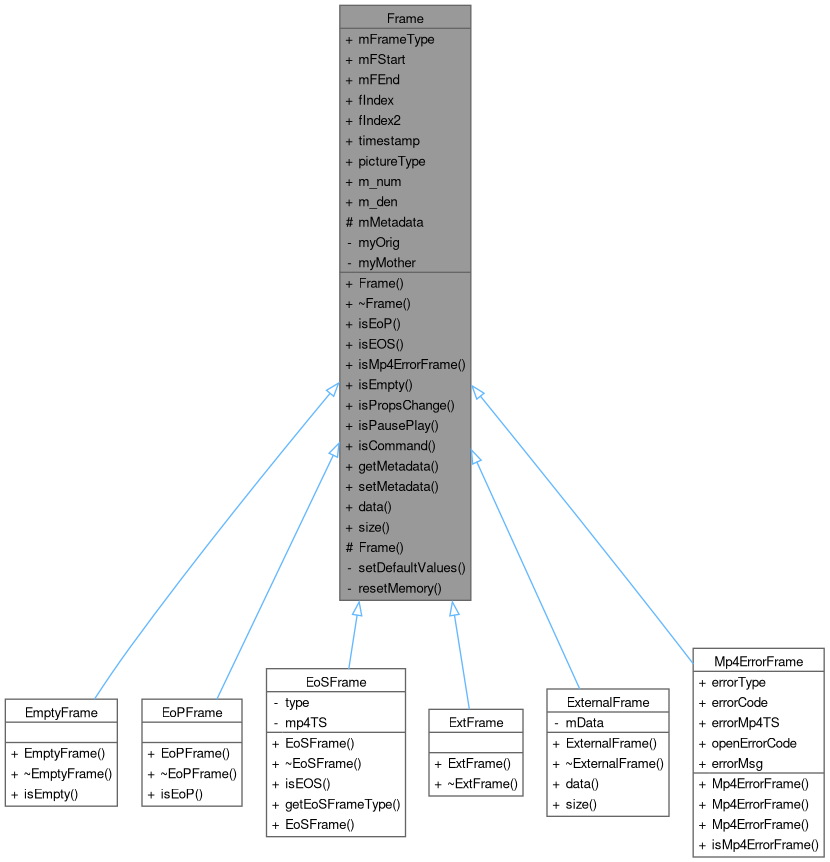 Frame
+ mFrameType
+ mFStart
+ mFEnd
+ fIndex
+ fIndex2
+ timestamp
+ pictureType
+ m_num
+ m_den
# mMetadata
- myOrig
- myMother
+ Frame()
+ ~Frame()
+ isEoP()
+ isEOS()
+ isMp4ErrorFrame()
+ isEmpty()
+ isPropsChange()
+ isPausePlay()
+ isCommand()
+ getMetadata()
+ setMetadata()
+ data()
+ size()
# Frame()
- setDefaultValues()
- resetMemory()
EmptyFrame
+ EmptyFrame()
+ ~EmptyFrame()
+ isEmpty()
EoPFrame
+ EoPFrame()
+ ~EoPFrame()
+ isEoP()
EoSFrame
- type
- mp4TS
+ EoSFrame()
+ ~EoSFrame()
+ isEOS()
+ getEoSFrameType()
+ EoSFrame()
ExtFrame
+ ExtFrame()
+ ~ExtFrame()
ExternalFrame
- mData
+ ExternalFrame()
+ ~ExternalFrame()
+ data()
+ size()
Mp4ErrorFrame
+ errorType
+ errorCode
+ errorMp4TS
+ openErrorCode
+ errorMsg
+ Mp4ErrorFrame()
+ Mp4ErrorFrame()
+ Mp4ErrorFrame()
+ isMp4ErrorFrame()